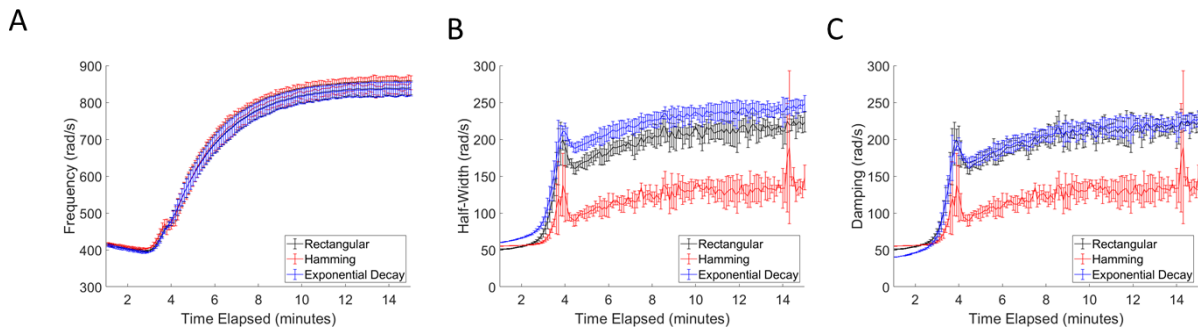 A
B
C
Frequency (rad/s)
900
800
700
600
500
400
300
2
4
6
8
10
12
14
Time Elapsed (minutes)
Rectangular
Hamming
Exponential Decay
Half-Width (rad/s)
300
250
200
150
100
50
0
2
4
6
8
10
12
14
Time Elapsed (minutes)
Rectangular
Hamming
Exponential Decay
Damping (rad/s)
300
250
200
150
100
50
0
2
4
6
8
10
12
14
Time Elapsed (minutes)
Rectangular
Hamming
Exponential Decay